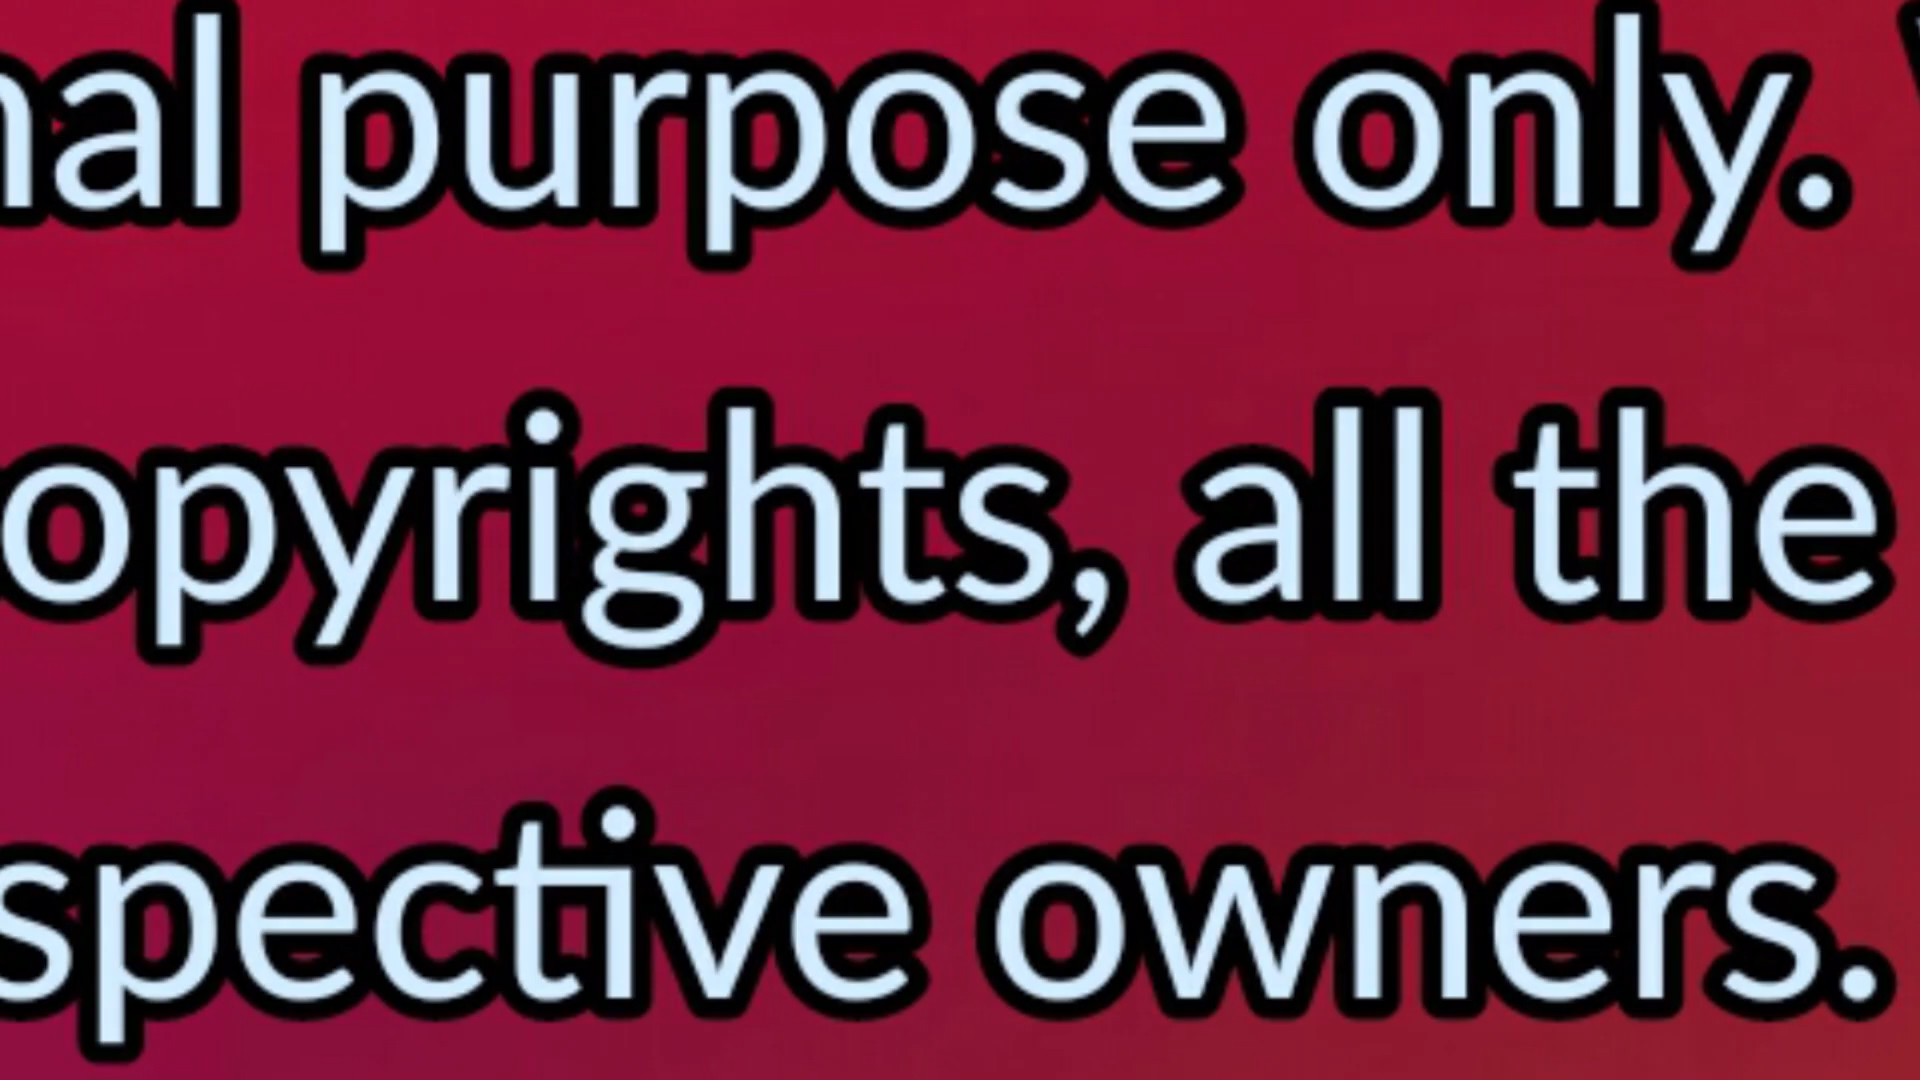 nal purpose only.
opyrights, all the
spective owners.